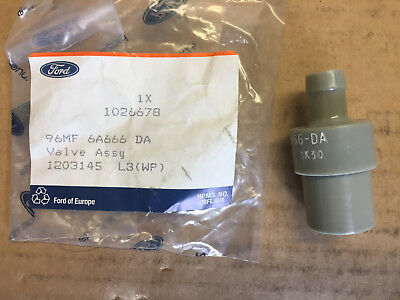 Ford
1X
1026678
96MF 6A666 DA
Valve Assy
1203145 L3(WP)
Ford of Europe
66-DA